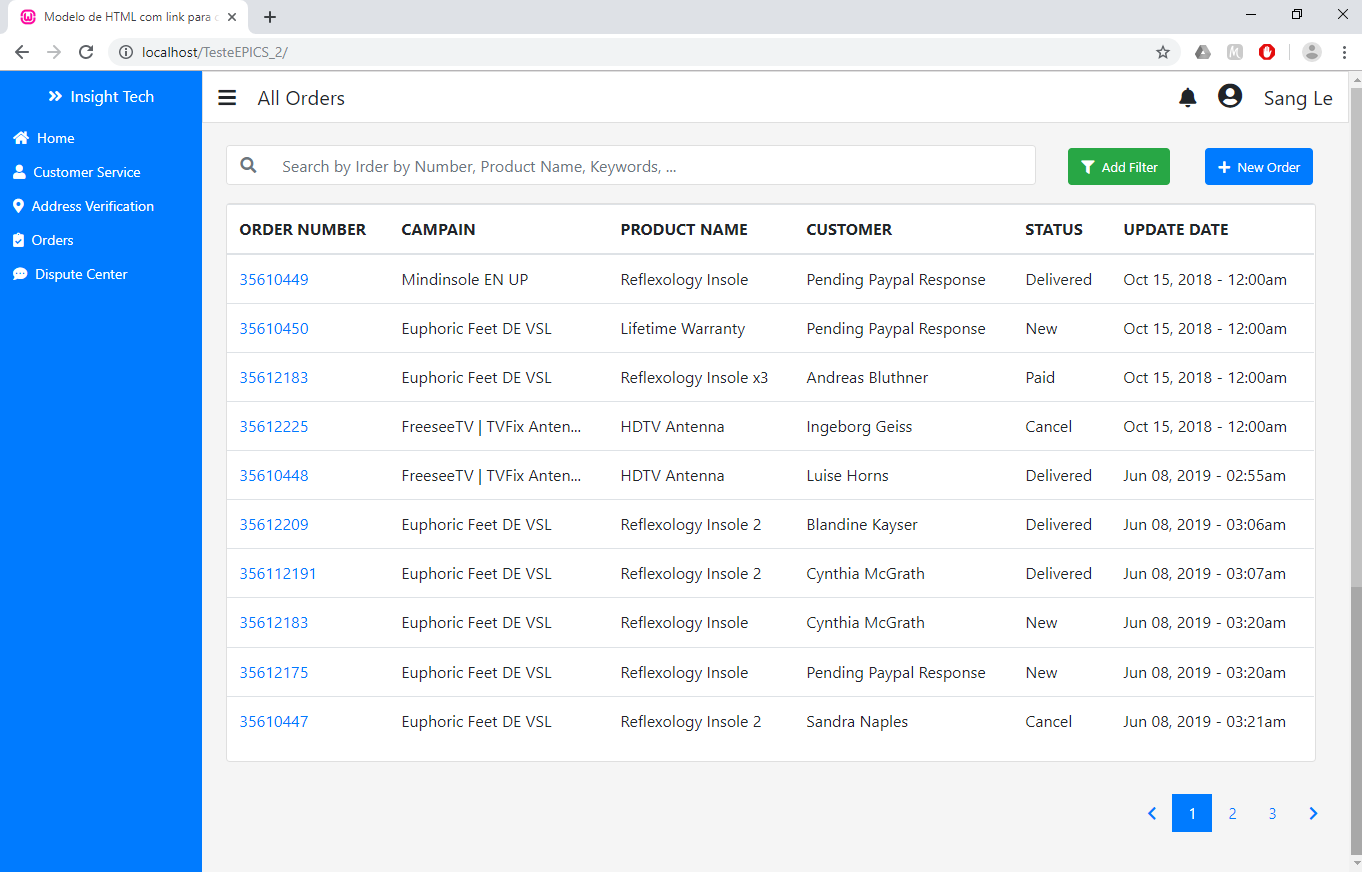 Modelo de HTML com link para
localhost/TesteEPICS_2/
Insight Tech
All Orders
Sang Le
Home
Customer Service
Address Verification
Orders
Dispute Center
Search by Irder by Number, Product Name, Keywords, ...
Add Filter
New Order
ORDER NUMBER CAMPAIN PRODUCT NAME CUSTOMER STATUS UPDATE DATE
35610449 Mindinsole EN UP Reflexology Insole Pending Paypal Response Delivered Oct 15, 2018 - 12:00am
35610450 Euphoric Feet DE VSL Lifetime Warranty Pending Paypal Response New Oct 15, 2018 - 12:00am
35612183 Euphoric Feet DE VSL Reflexology Insole x3 Andreas Bluthner Paid Oct 15, 2018 - 12:00am
35612225 FreeseeTV | TVFix Anten... HDTV Antenna Ingeborg Geiss Cancel Oct 15, 2018 - 12:00am
35610448 FreeseeTV | TVFix Anten... HDTV Antenna Luise Horns Delivered Jun 08, 2019 - 02:55am
35612209 Euphoric Feet DE VSL Reflexology Insole 2 Blandine Kayser Delivered Jun 08, 2019 - 03:06am
356112191 Euphoric Feet DE VSL Reflexology Insole 2 Cynthia McGrath Delivered Jun 08, 2019 - 03:07am
35612183 Euphoric Feet DE VSL Reflexology Insole Cynthia McGrath New Jun 08, 2019 - 03:20am
35612175 Euphoric Feet DE VSL Reflexology Insole Pending Paypal Response New Jun 08, 2019 - 03:20am
35610447 Euphoric Feet DE VSL Reflexology Insole 2 Sandra Naples Cancel Jun 08, 2019 - 03:21am
1 2 3